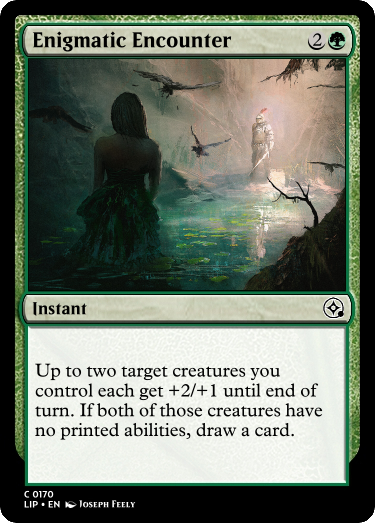 Enigmatic Encounter 2
Instant
Up to two target creatures you
control each get +2/+1 until end of
turn. If both of those creatures have
no printed abilities, draw a card.
C 0170
LIP • EN Joseph Feely